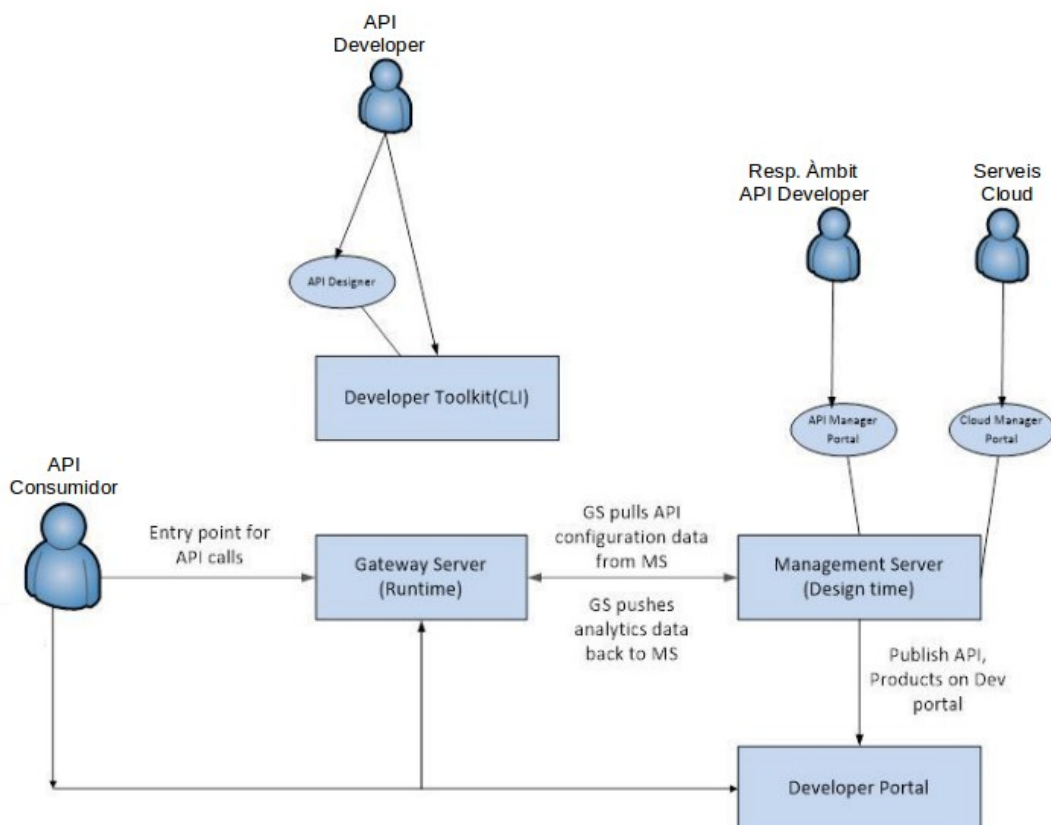 API
Developer
Resp. Àmbit
API Developer
Serveis
Cloud
API Designer
Developer Toolkit(CLI)
API Manager
Portal
Cloud Manager
Portal
API
Consumidor
Entry point for
API calls
Gateway Server
(Runtime)
GS pulls API
configuration data
from MS
GS pushes
analytics data
back to MS
Management Server
(Design time)
Publish API,
Products on Dev
portal
Developer Portal